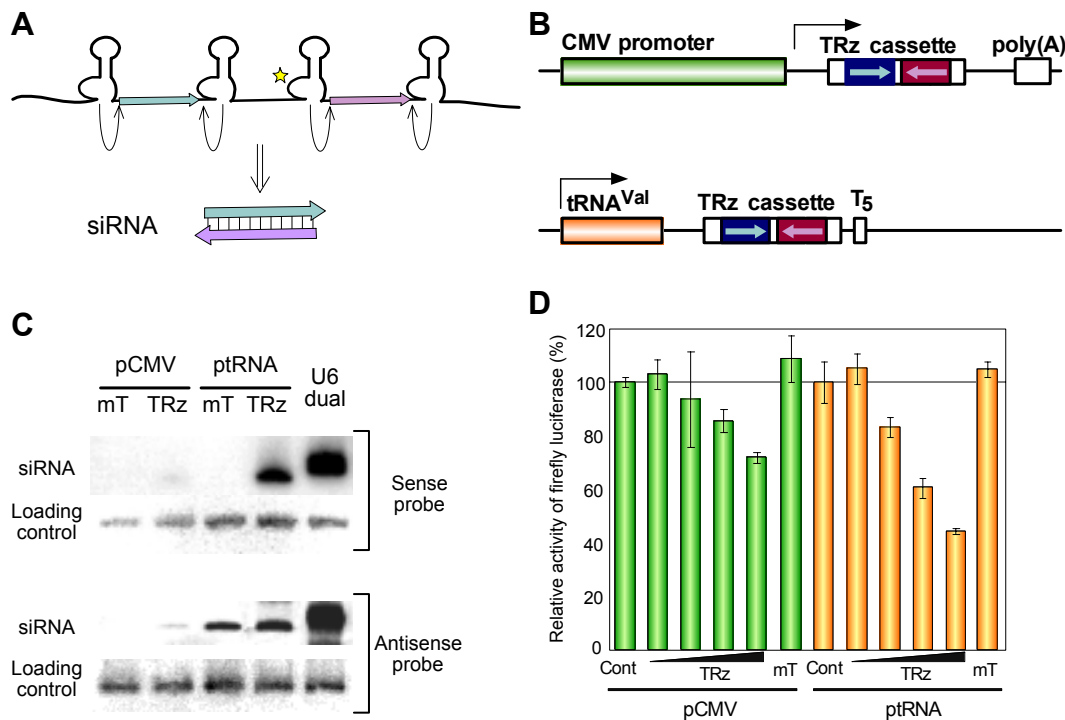 A
siRNA
B
CMV promoter
TRz cassette
poly(A)
tRNAVal
TRz cassette
T5
C
pCMV
ptRNA
U6
dual
mT
TRz
mT
TRz
siRNA
Loading
control
Sense
probe
siRNA
Loading
control
Antisense
probe
D
Relative activity of firefly luciferase (%)
120
100
80
60
40
20
0
Cont
TRz
mT
Cont
TRz
mT
pCMV
ptRNA